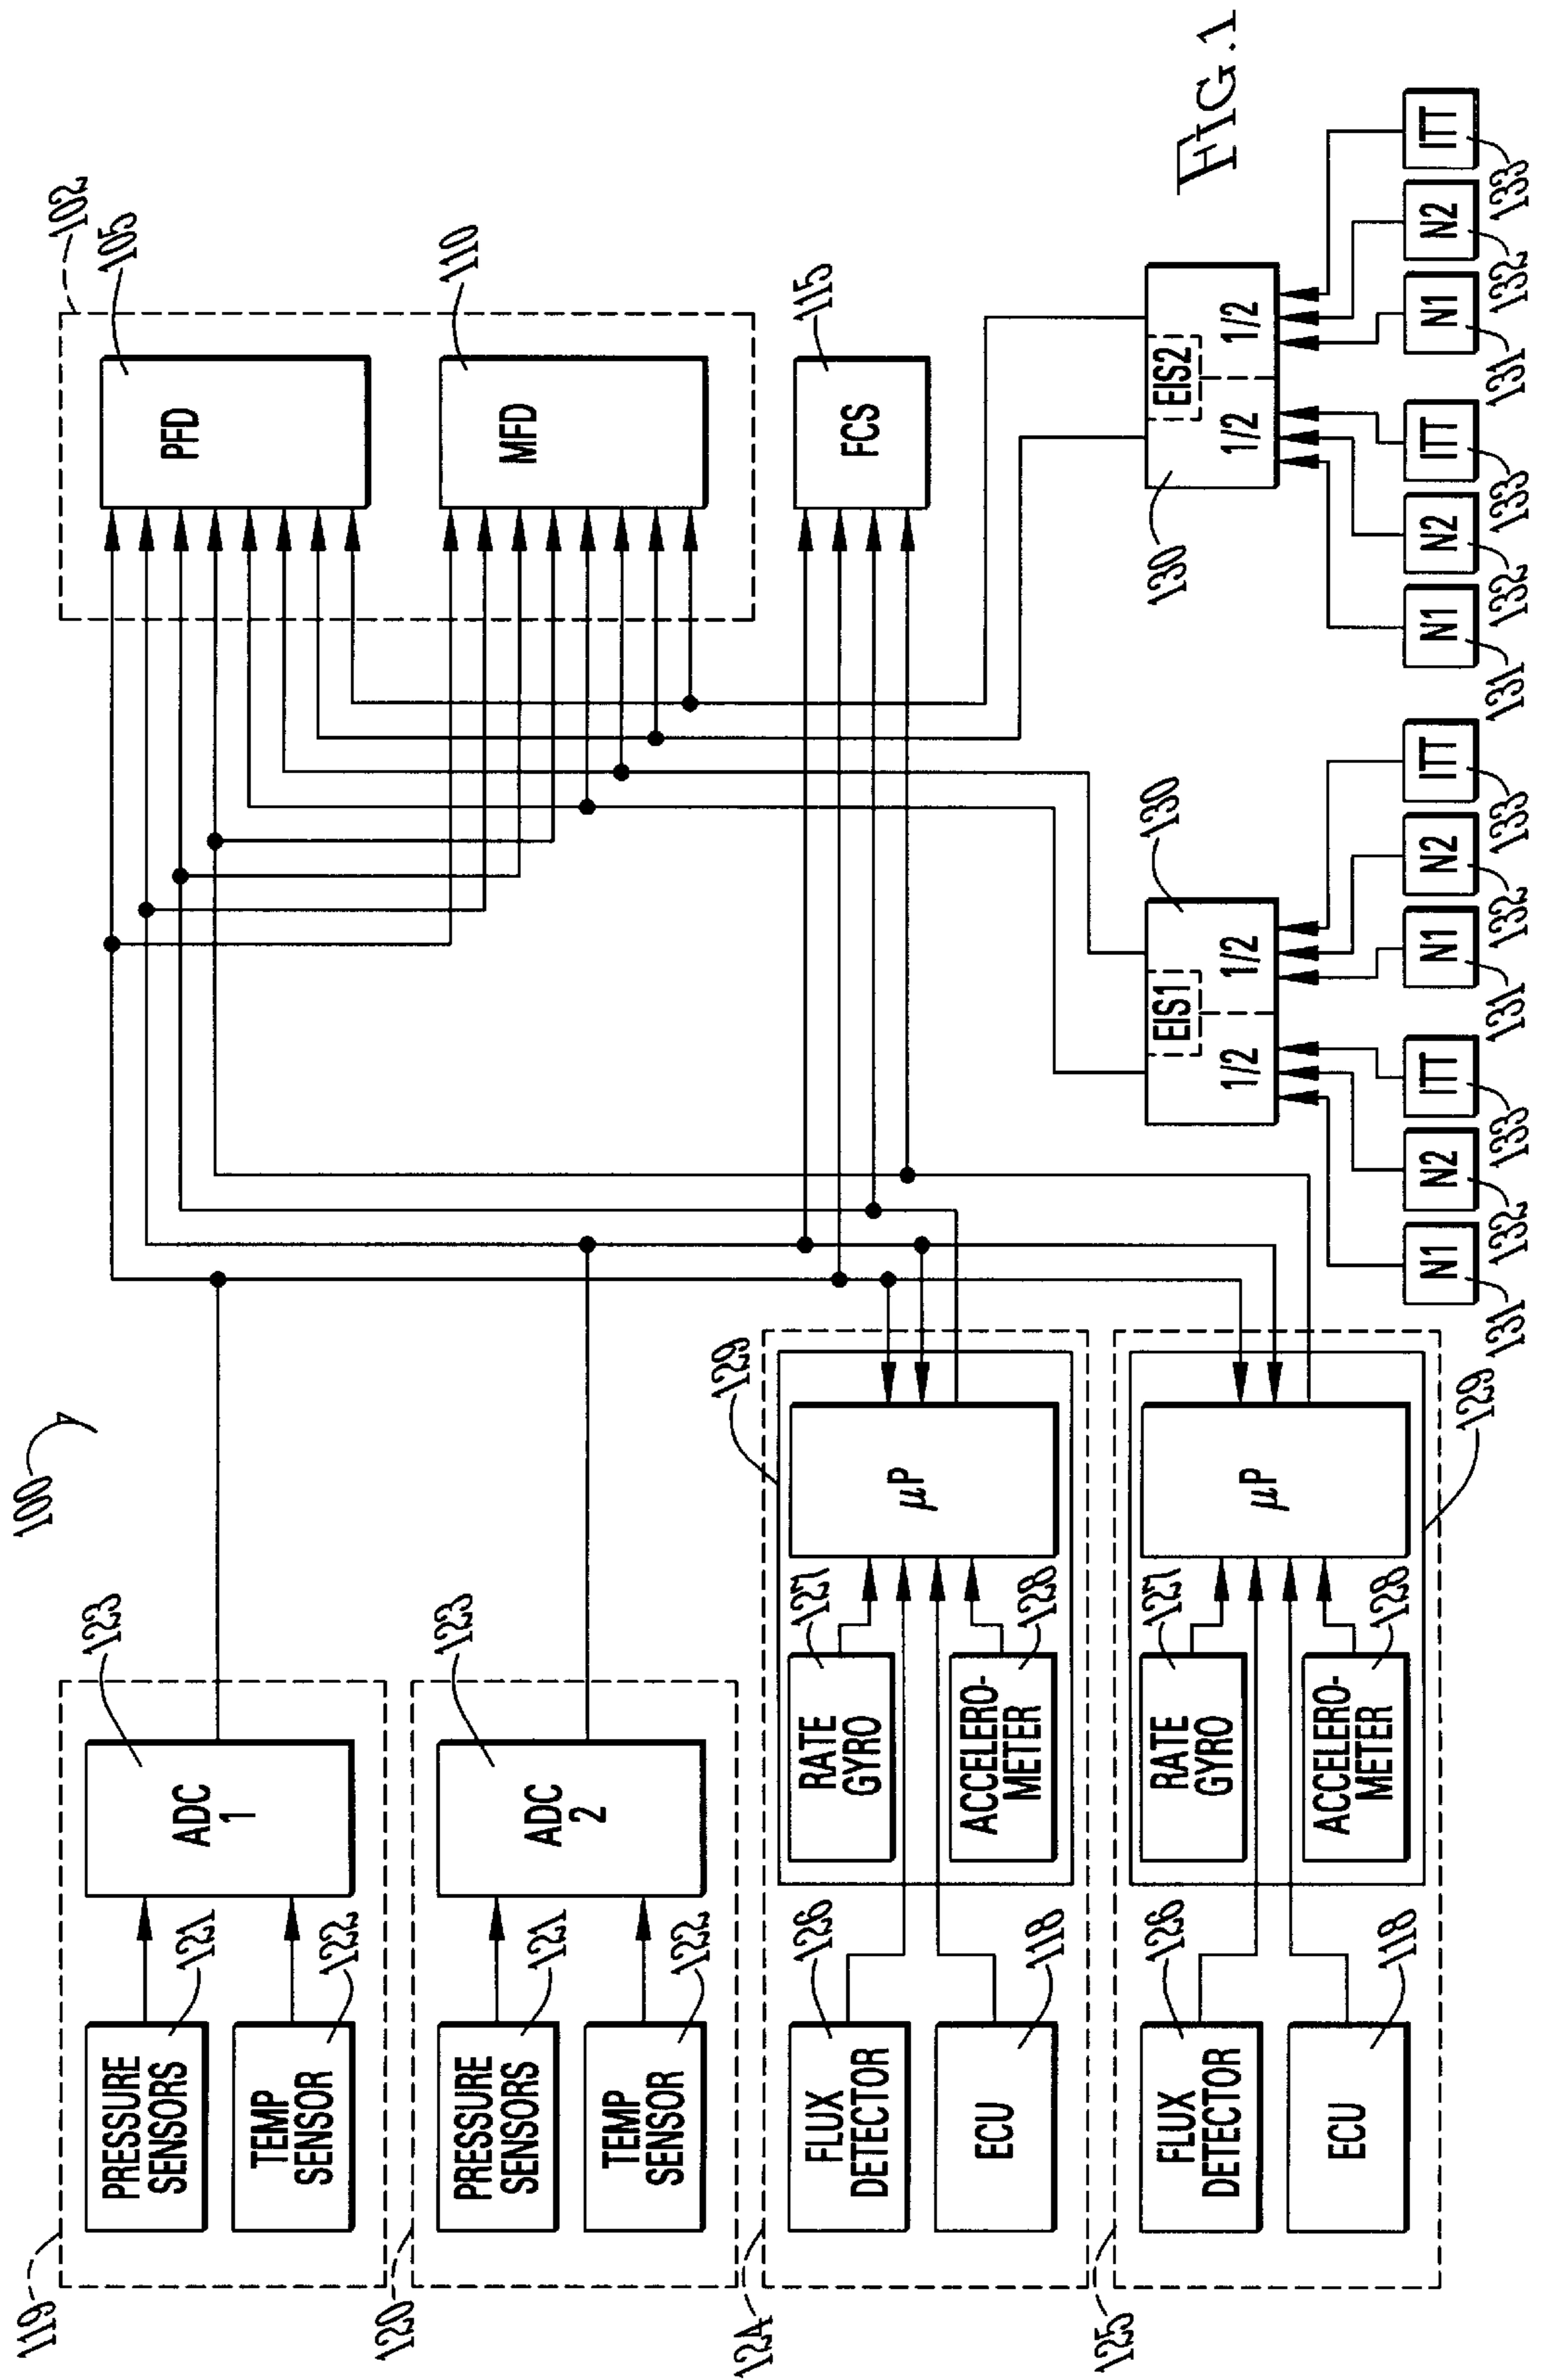 100
102
119
PRESSURE
SENSORS
121
TEMP
SENSOR
122
ADC
1
123
PFD
105
120
PRESSURE
SENSORS
121
TEMP
SENSOR
122
ADC
2
123
MFD
110
124
FLUX
DETECTOR
126
ECU
118
RATE
GYRO
127
ACCELERO-
METER
128
μP
129
FCS
115
125
FLUX
DETECTOR
126
ECU
118
RATE
GYRO
127
ACCELERO-
METER
128
μP
129
EIS1
1/2
1/2
130
EIS2
1/2
1/2
130
N1
N2
ITT
N1
N2
ITT
N1
N2
ITT
N1
N2
ITT
131
132
133
131
132
133
131
132
133
131
132
133
FIG.1